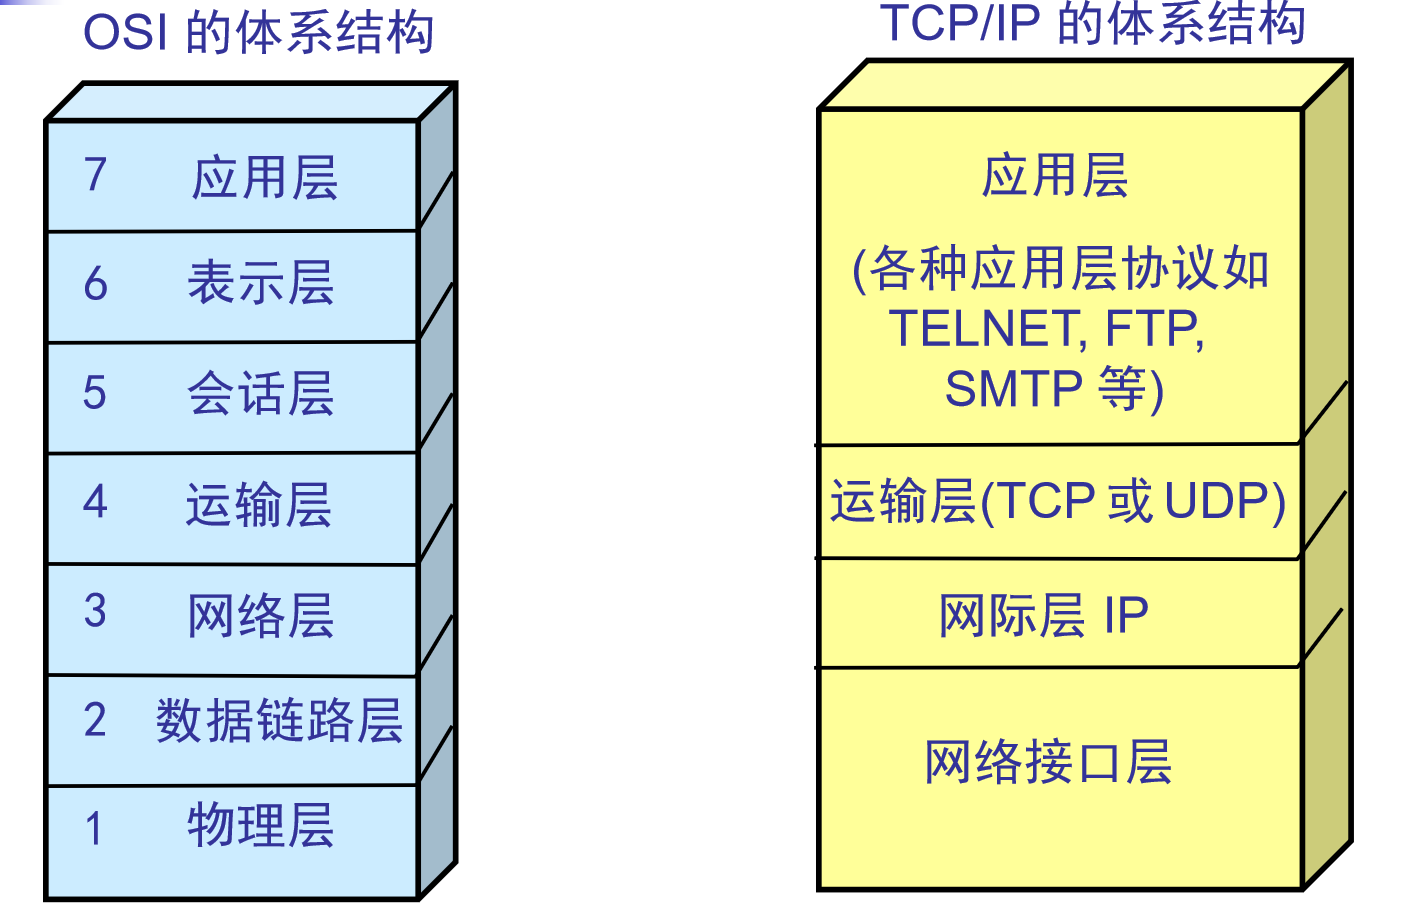 OSI 的体系结构
7 应用层
6 表示层
5 会话层
4 运输层
3 网络层
2 数据链路层
1 物理层
TCP/IP 的体系结构
应用层
(各种应用层协议如
TELNET, FTP,
SMTP 等)
运输层(TCP 或 UDP)
网际层 IP
网络接口层